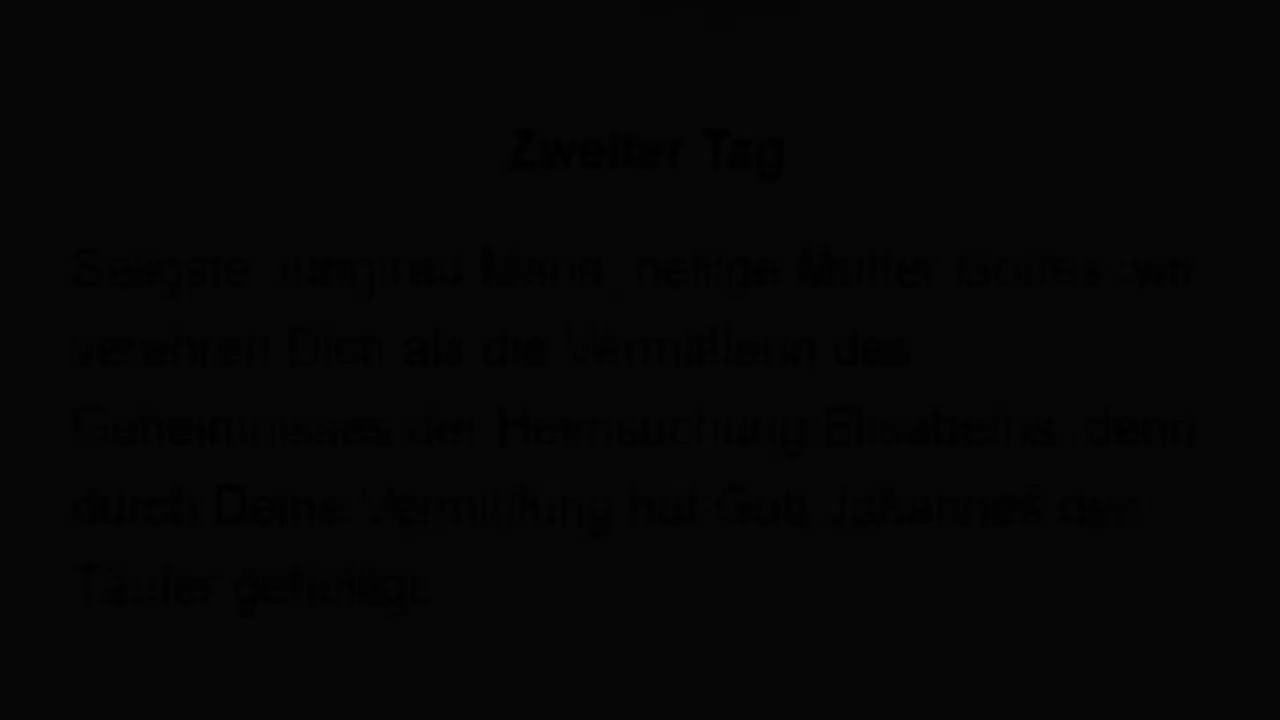 Zweiter Tag
Seligste Jungfrau Maria, heilige Mutter Gottes, wir
verehren Dich als die Vermittlerin des
Geheimnisses der Heimsuchung Elisabeths, denn
durch Deine Vermittlung hat Gott Johannes den
Täufer geheiligt.